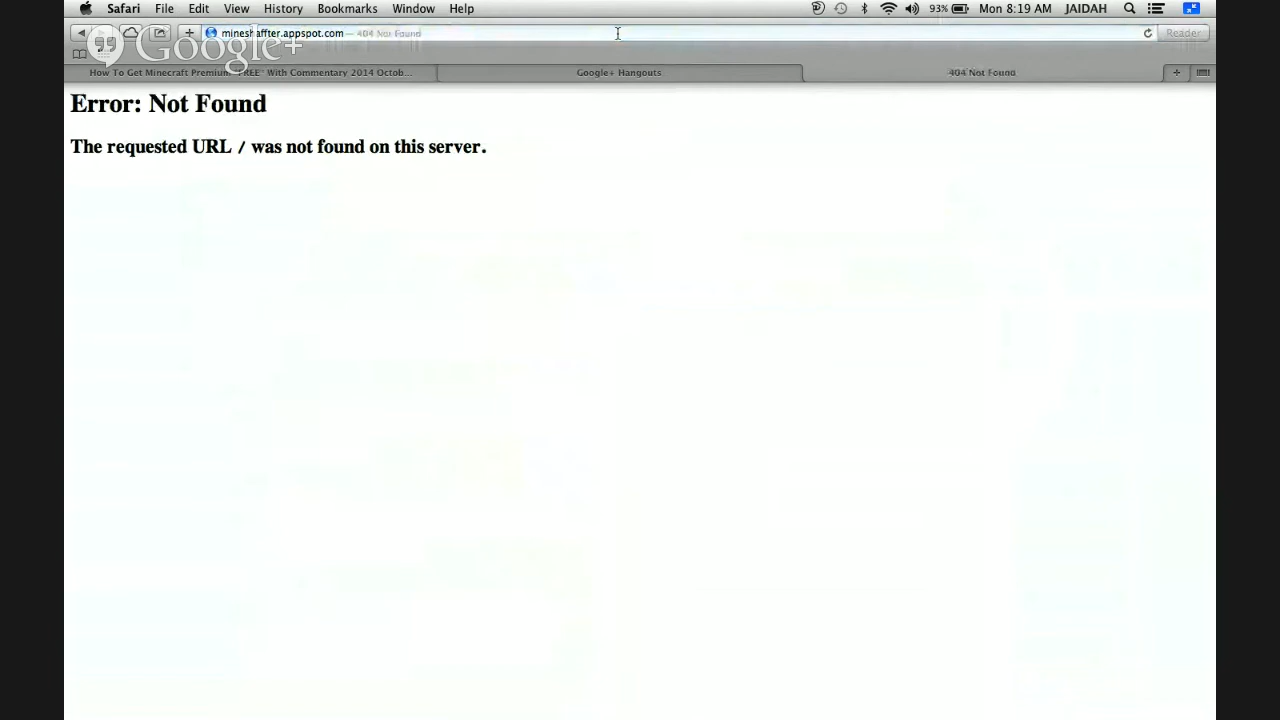 Safari File Edit View History Bookmarks Window Help 93% Mon 8:19 AM JAIDAH
Google+
mineshaffter.appspot.com — 404 Not Found
Reader
How To Get Minecraft Premium *FREE* With Commentary 2014 Octob...
Google+ Hangouts
404 Not Found
Error: Not Found
The requested URL / was not found on this server.